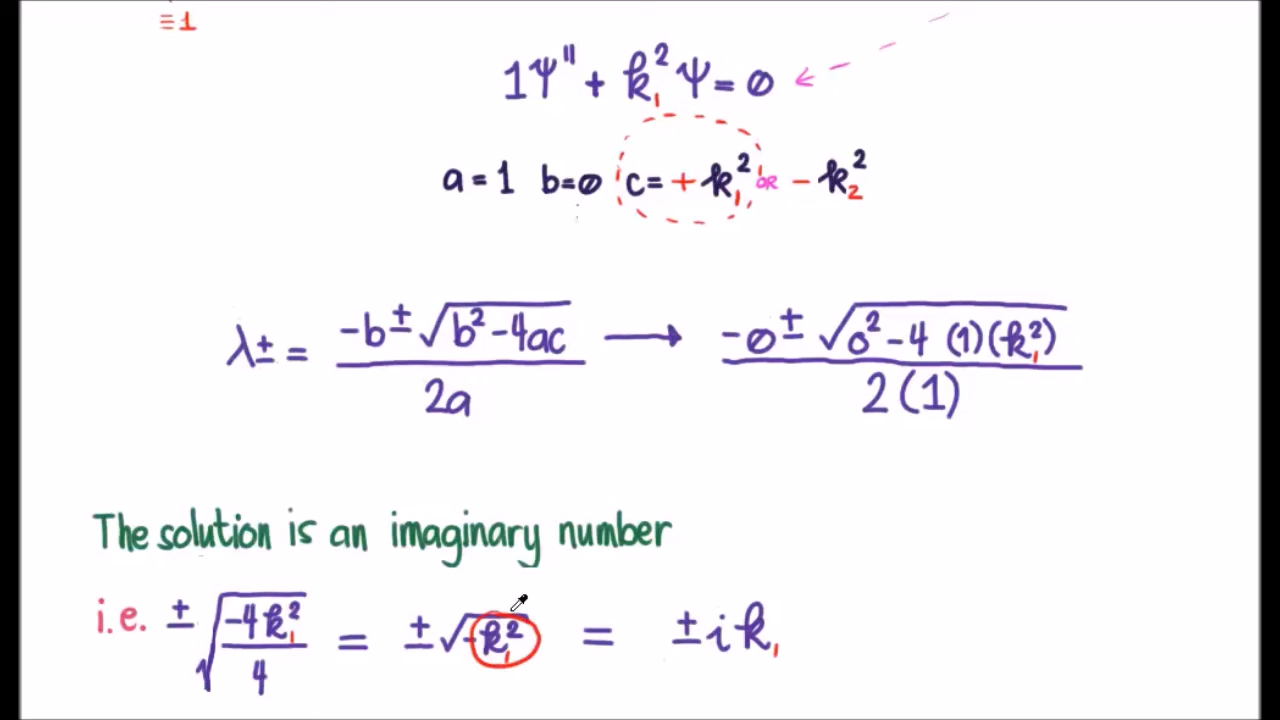 ≡1
1Ψ'' + k₁²Ψ = 0
a = 1 b = 0 c = + k₁² OR − k₂²
λ± = (-b ± √(b² - 4ac)) / 2a ⟶ (-0 ± √(0² - 4 (1)(k₁²))) / 2(1)
The solution is an imaginary number
i.e. ± √(-4k₁² / 4) = ± √(-k₁²) = ± i k₁